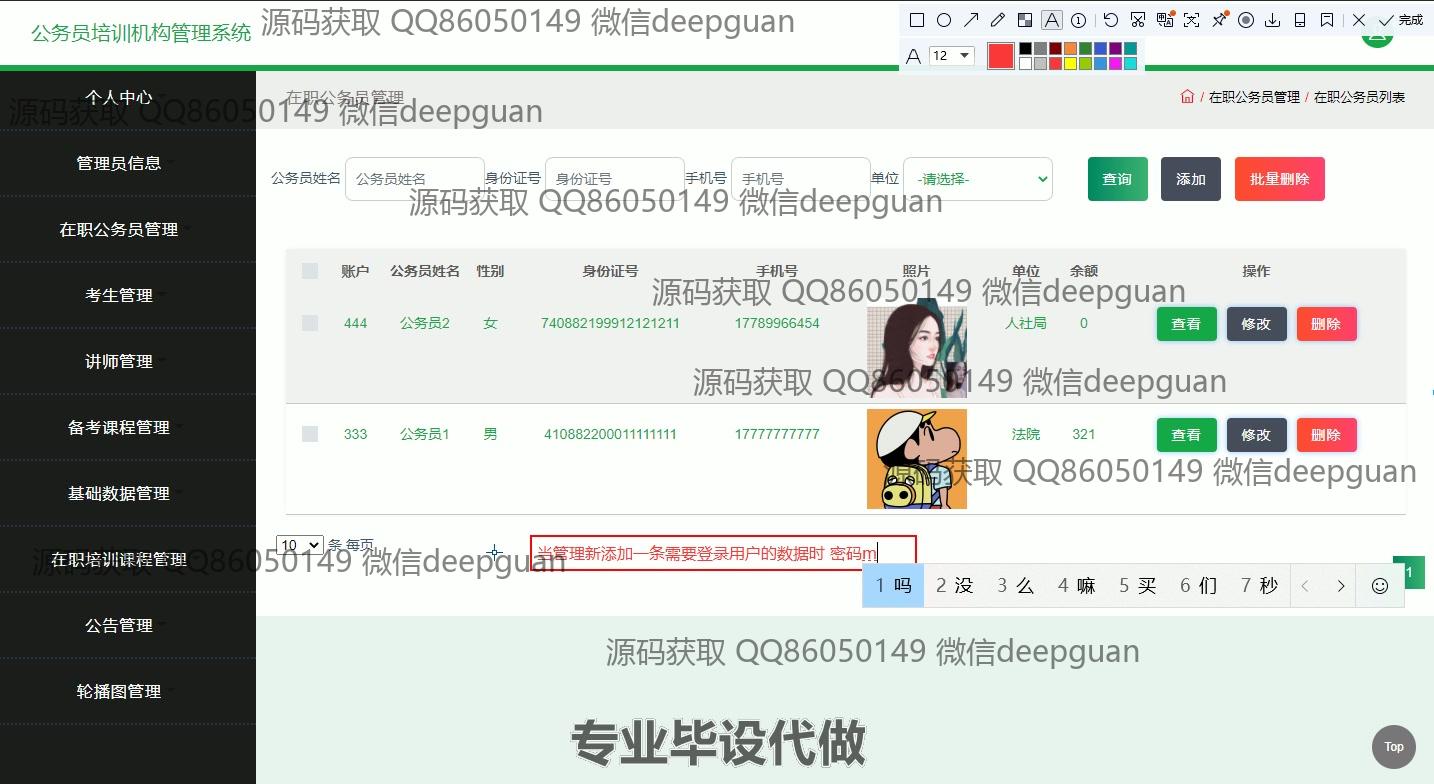 公务员培训机构管理系统
源码获取 QQ86050149 微信deepguan
12
完成
个人中心
管理员信息
在职公务员管理
考生管理
讲师管理
备考课程管理
基础数据管理
在职培训课程管理
公告管理
轮播图管理
在职公务员管理
/ 在职公务员管理 / 在职公务员列表
源码获取 QQ86050149 微信deepguan
公务员姓名 公务员姓名 身份证号 身份证号 手机号 手机号 单位 -请选择- 查询 添加 批量删除
源码获取 QQ86050149 微信deepguan
账户 公务员姓名 性别 身份证号 手机号 照片 单位 余额 操作
源码获取 QQ86050149 微信deepguan
444 公务员2 女 740882199912121211 17789966454 人社局 0 查看 修改 删除
源码获取 QQ86050149 微信deepguan
333 公务员1 男 410882200011111111 17777777777 法院 321 查看 修改 删除
源码获取 QQ86050149 微信deepguan
10 条 每页
当管理新添加一条需要登录用户的数据时 密码m
源码获取 QQ86050149 微信deepguan
1
1 吗 2 没 3 么 4 嘛 5 买 6 们 7 秒
源码获取 QQ86050149 微信deepguan
专业毕设代做
Top